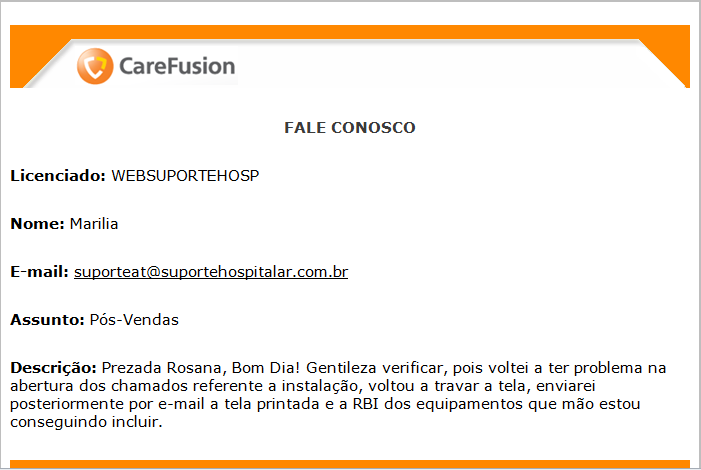 CareFusion
FALE CONOSCO
Licenciado: WEBSUPORTEHOSP
Nome: Marilia
E-mail: suporteat@suportehospitalar.com.br
Assunto: Pós-Vendas
Descrição: Prezada Rosana, Bom Dia! Gentileza verificar, pois voltei a ter problema na
abertura dos chamados referente a instalação, voltou a travar a tela, enviarei
posteriormente por e-mail a tela printada e a RBI dos equipamentos que mão estou
conseguindo incluir.